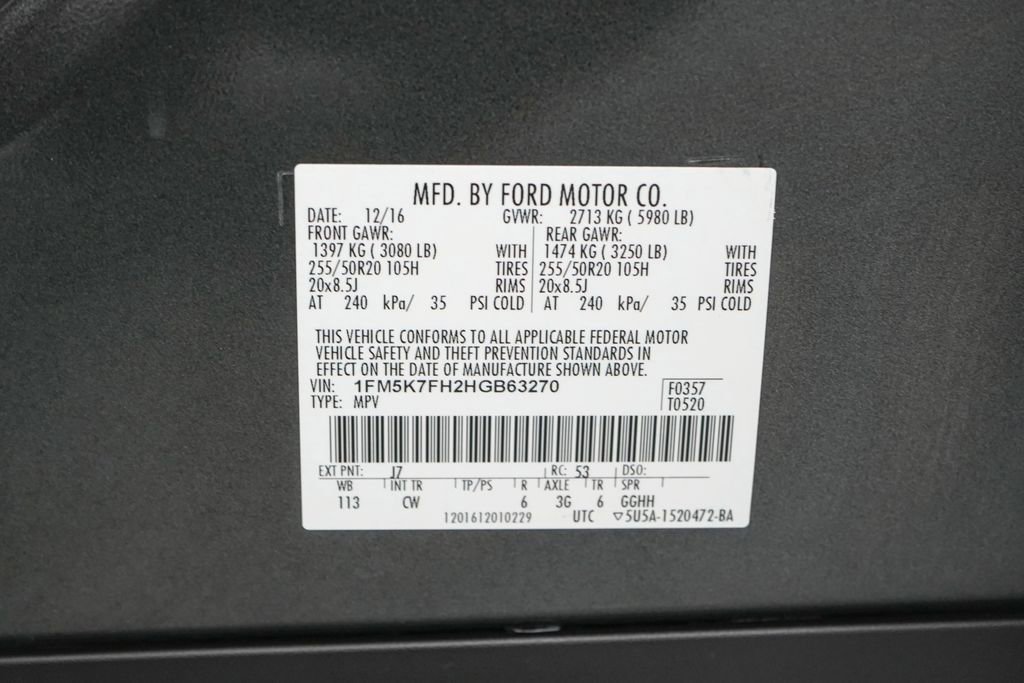 MFD. BY FORD MOTOR CO.
DATE: 12/16 GVWR: 2713 KG ( 5980 LB)
FRONT GAWR: REAR GAWR:
1397 KG ( 3080 LB) WITH 1474 KG ( 3250 LB) WITH
255/50R20 105H TIRES 255/50R20 105H TIRES
20x8.5J RIMS 20x8.5J RIMS
AT 240 kPa/ 35 PSI COLD AT 240 kPa/ 35 PSI COLD
THIS VEHICLE CONFORMS TO ALL APPLICABLE FEDERAL MOTOR
VEHICLE SAFETY AND THEFT PREVENTION STANDARDS IN
EFFECT ON THE DATE OF MANUFACTURE SHOWN ABOVE.
VIN: 1FM5K7FH2HGB63270 F0357
TYPE: MPV T0520
EXT PNT: J7 RC: 53 DSO:
WB INT TR TP/PS R AXLE TR SPR
113 CW 6 3G 6 GGHH
1201612010229 UTC ▽5U5A-1520472-BA